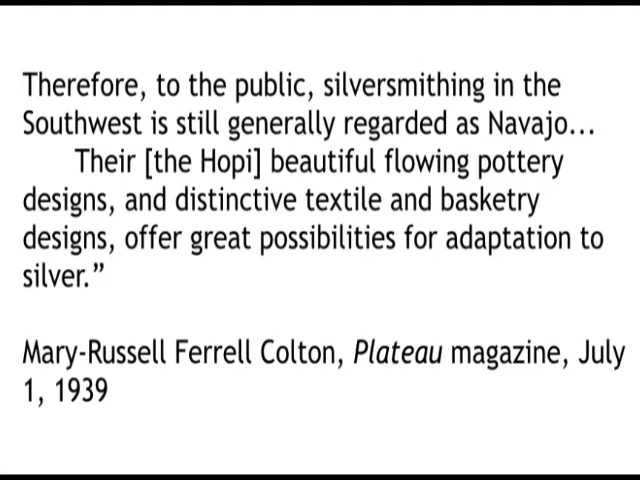 Therefore, to the public, silversmithing in the
Southwest is still generally regarded as Navajo...
Their [the Hopi] beautiful flowing pottery
designs, and distinctive textile and basketry
designs, offer great possibilities for adaptation to
silver.”
Mary-Russell Ferrell Colton, Plateau magazine, July
1, 1939